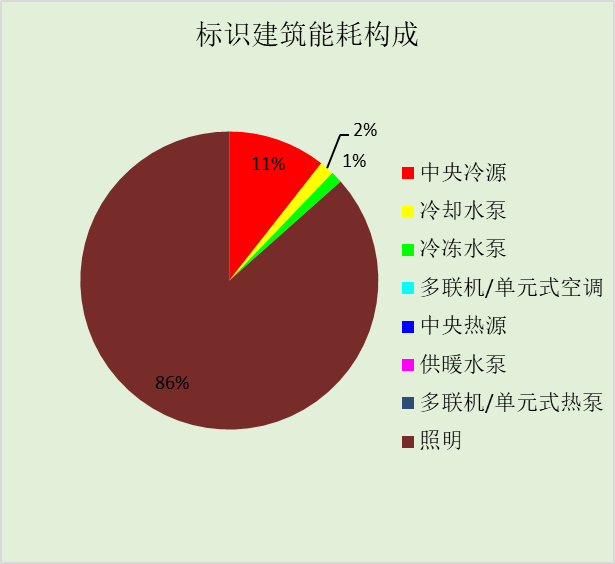 标识建筑能耗构成
2%
11%
1%
86%
中央冷源
冷却水泵
冷冻水泵
多联机/单元式空调
中央热源
供暖水泵
多联机/单元式热泵
照明